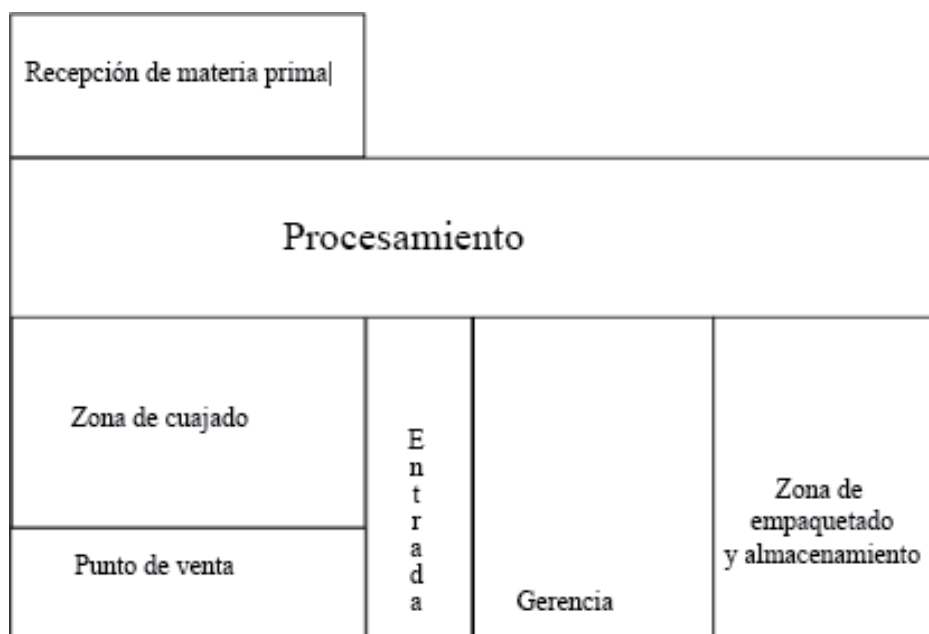 Recepción de materia prima|
Procesamiento
Zona de cuajado
Punto de venta
E
n
t
r
a
d
a
Gerencia
Zona de
empaquetado
y almacenamiento